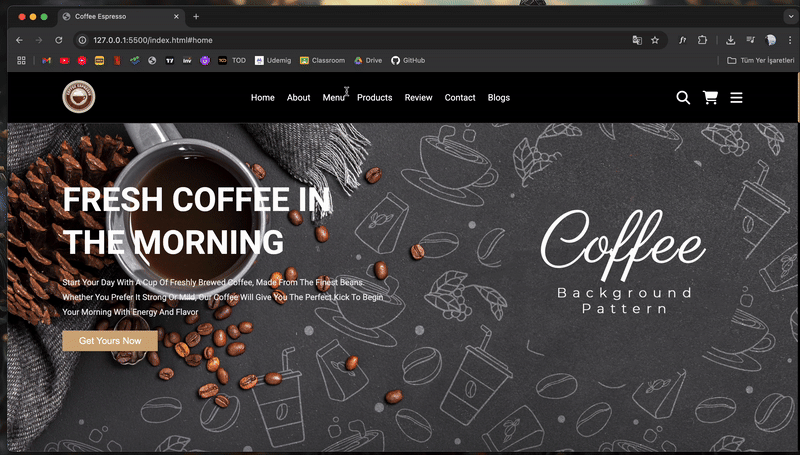 Coffee Espresso
127.0.0.1:5500/index.html#home
TOD
Udemig
Classroom
Drive
GitHub
Tüm Yer İşaretleri
Home
About
Menu
Products
Review
Contact
Blogs
FRESH COFFEE IN
THE MORNING
Start Your Day With A Cup Of Freshly Brewed Coffee, Made From The Finest Beans.
Whether You Prefer It Strong Or Mild, Our Coffee Will Give You The Perfect Kick To Begin
Your Morning With Energy And Flavor
Get Yours Now
Coffee
Background
Pattern